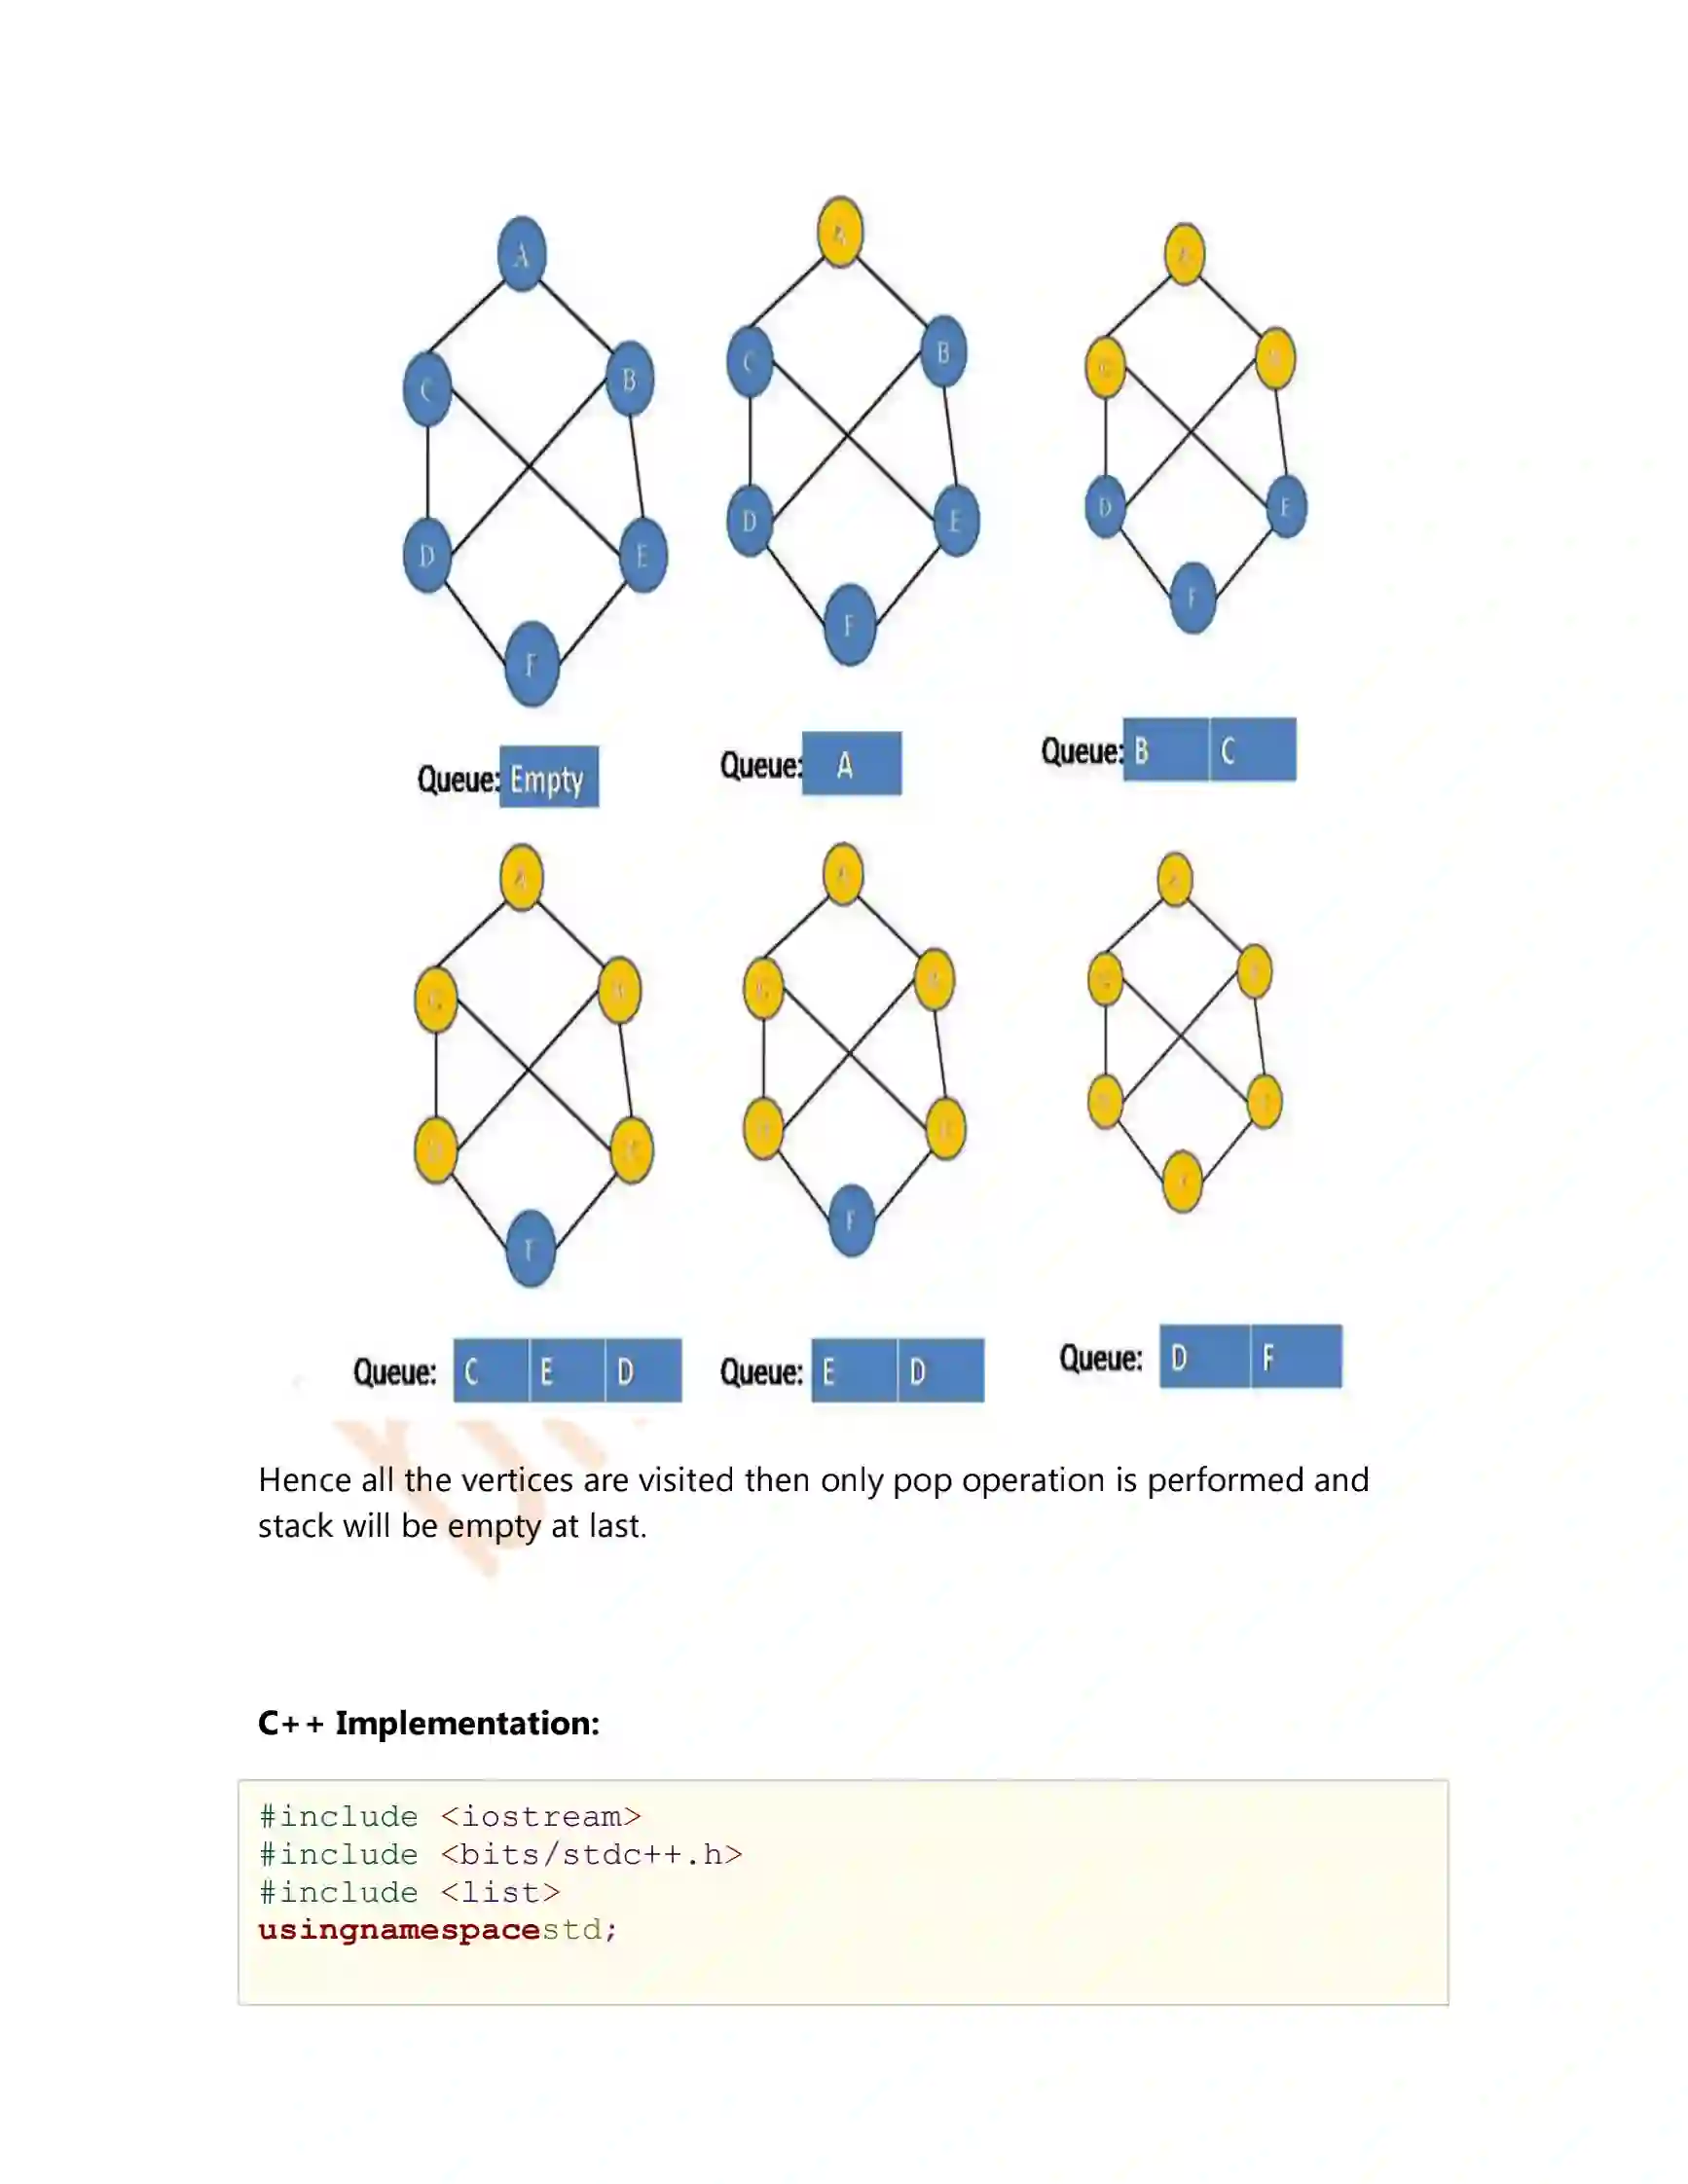 A
C
B
D
E
F
Queue: Empty
A
C
B
D
E
F
Queue: A
D
E
F
Queue: B C
A
C
F
Queue: C E D
F
Queue: E D
Queue: D F
Hence all the vertices are visited then only pop operation is performed and
stack will be empty at last.
C++ Implementation:
#include <iostream>
#include <bits/stdc++.h>
#include <list>
usingnamespacestd;